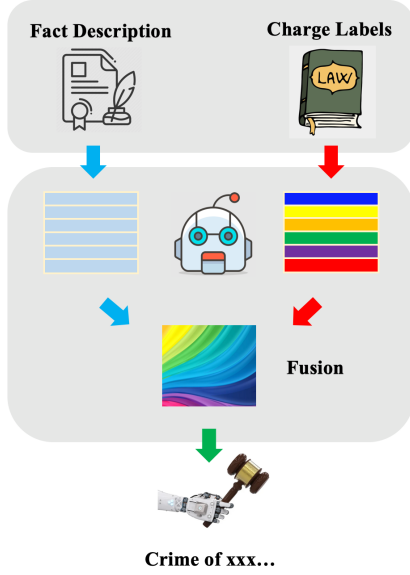 Fact Description
Charge Labels
LAW
Fusion
Crime of xxx…